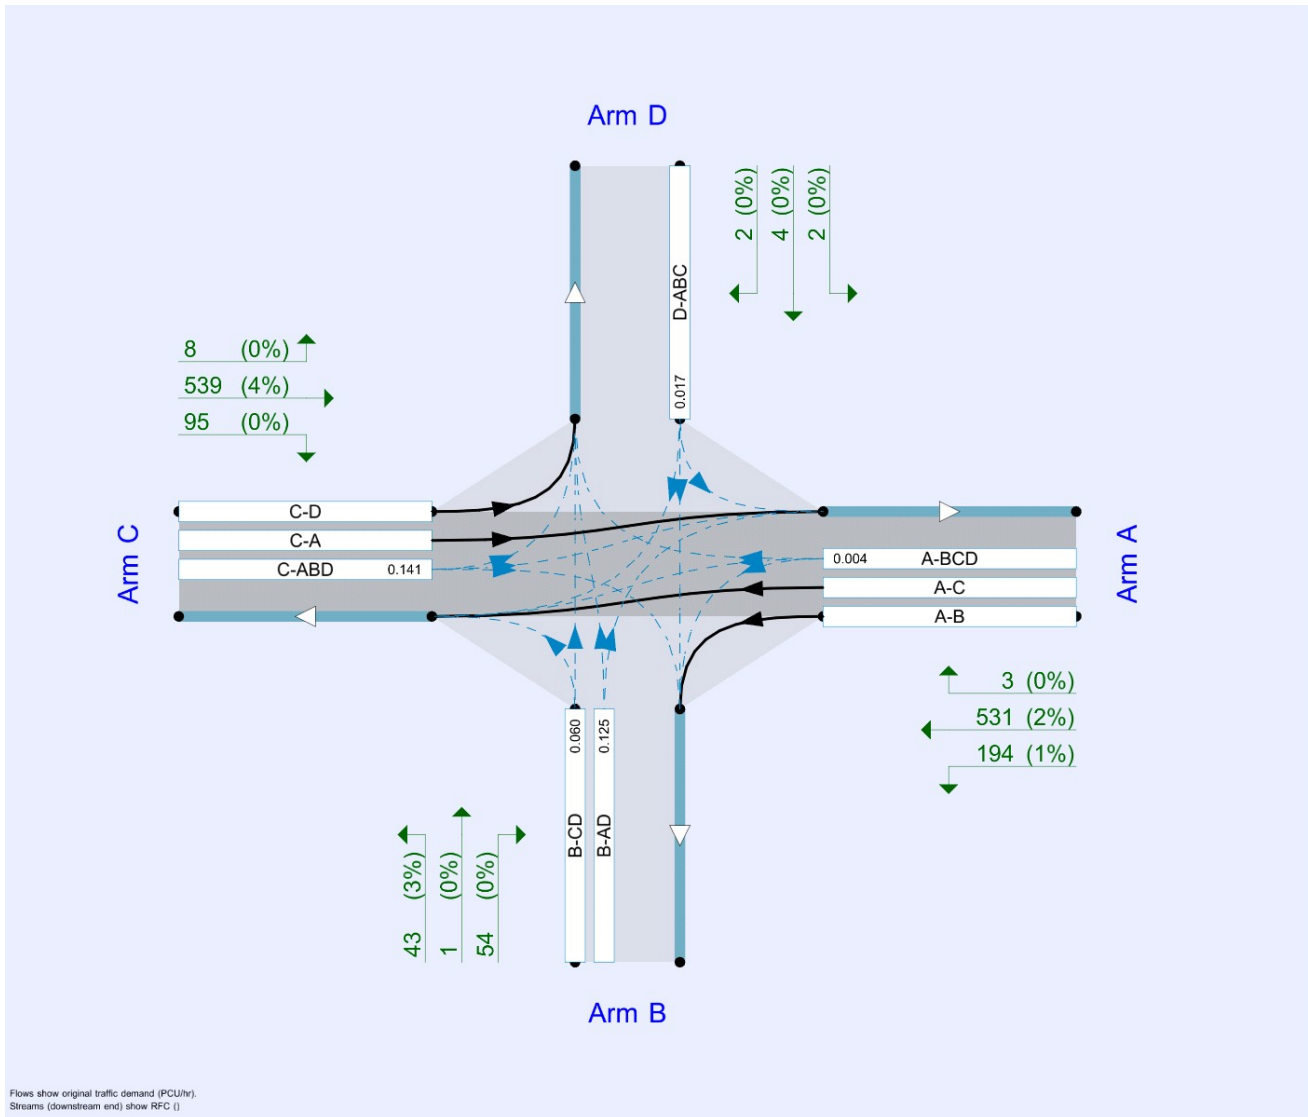 Arm D
2 (0%)
4 (0%)
2 (0%)
D-ABC
0.017
8 (0%)
539 (4%)
95 (0%)
Arm C
C-D
C-A
C-ABD 0.141
0.004 A-BCD
A-C
A-B
Arm A
3 (0%)
531 (2%)
194 (1%)
43 (3%)
1 (0%)
54 (0%)
B-CD 0.060
B-AD 0.125
Arm B
Flows show original traffic demand (PCU/hr).
Streams (downstream end) show RFC ()